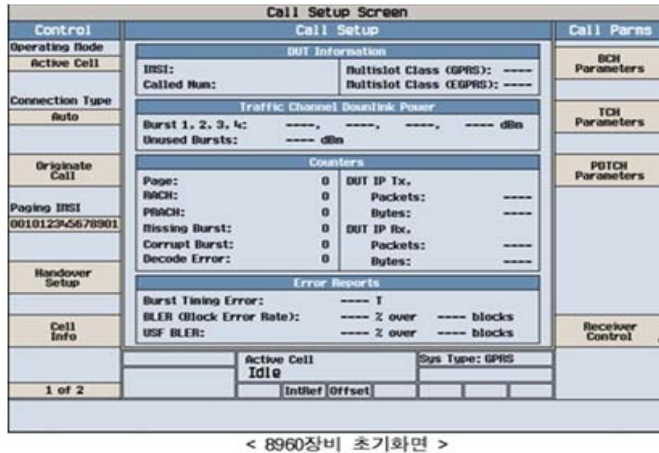 Call Setup Screen
Control
Call Setup
Call Parms
Operating Mode
Active Cell
Connection Type
Auto
Originate
Call
Paging IMSI
001012345678901
Handover
Setup
Cell
Info
1 of 2
DUT Information
IMSI:
Multislot Class (GPRS): ----
Called Num:
Multislot Class (EGPRS): ----
Traffic Channel Downlink Power
Burst 1, 2, 3, 4: ----, ----, ----, ---- dBm
Unused Bursts: ---- dBm
Counters
Page: 0
RACH: 0
PRACH: 0
Missing Burst: 0
Corrupt Burst: 0
Decode Error: 0
DUT IP Tx,
Packets: ----
Bytes: ----
DUT IP Rx,
Packets: ----
Bytes: ----
Error Reports
Burst Timing Error: ---- T
BLER (Block Error Rate): ---- % over ---- blocks
USF BLER: ---- % over ---- blocks
Active Cell
Sys Type: GPRS
Idle
IntRef Offset
BCH
Parameters
TCH
Parameters
PDTCH
Parameters
Receiver
Control
< 8960장비 초기화면 >